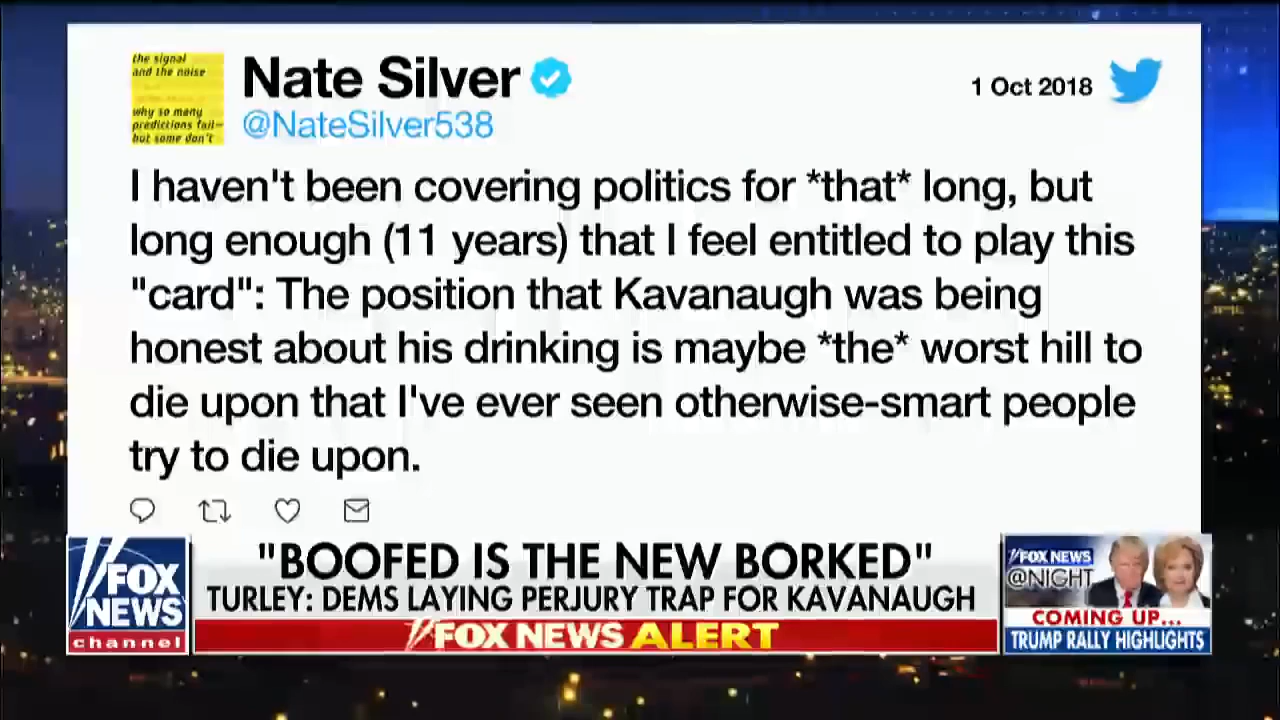 the signal
and the noise
why so many
predictions fail—
but some don't
Nate Silver
@NateSilver538
1 Oct 2018
I haven't been covering politics for *that* long, but
long enough (11 years) that I feel entitled to play this
"card": The position that Kavanaugh was being
honest about his drinking is maybe *the* worst hill to
die upon that I've ever seen otherwise-smart people
try to die upon.
FOX
NEWS
channel
"BOOFED IS THE NEW BORKED"
TURLEY: DEMS LAYING PERJURY TRAP FOR KAVANAUGH
FOX NEWS ALERT
FOX NEWS
@NIGHT
COMING UP...
TRUMP RALLY HIGHLIGHTS